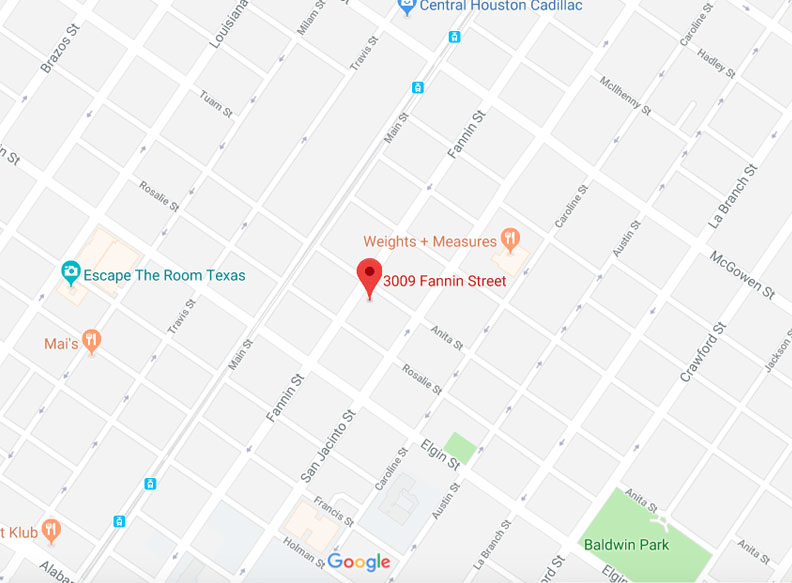 Central Houston Cadillac
Caroline St
Milam St
Louisiana
Brazos St
Travis St
Hadley St
McIlhenny St
Tuam St
Main St
Fannin St
n St
Rosalie St
Caroline St
La Branch St
Austin St
Weights + Measures
McGowen St
Escape The Room Texas
3009 Fannin Street
Travis St
Mai's
Main St
Anita St
Crawford St
Jackson S
Rosalie St
Fannin St
San Jacinto St
Elgin St
Caroline St
Austin St
Anita St
Francis St
t Klub
La Branch St
Baldwin Park
Holman St
Google
Crawford St
Anita St
Alaba
Elgin